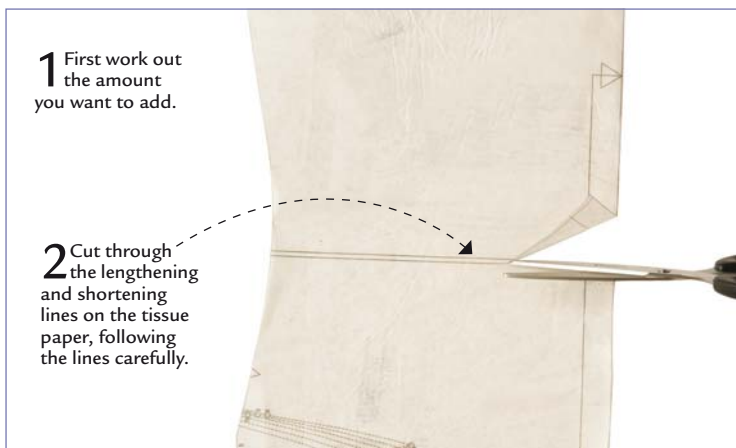 1 First work out
the amount
you want to add.
2 Cut through
the lengthening
and shortening
lines on the tissue
paper, following
the lines carefully.